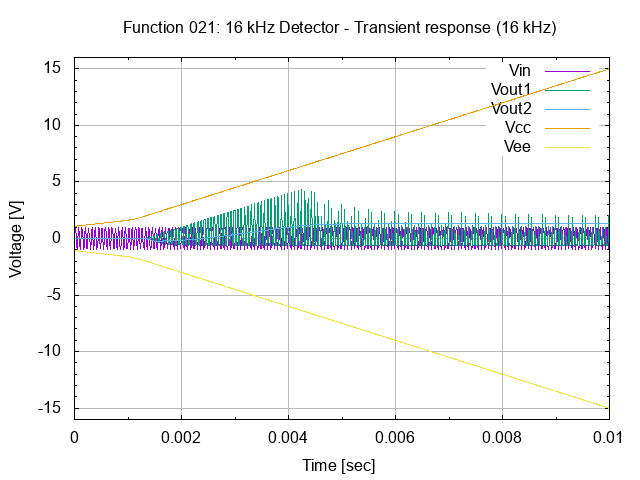 Function 021: 16 kHz Detector - Transient response (16 kHz)
15
10
5
0
-5
-10
-15
Voltage [V]
Vin
Vout1
Vout2
Vcc
Vee
0
0.002
0.004
0.006
0.008
0.01
Time [sec]